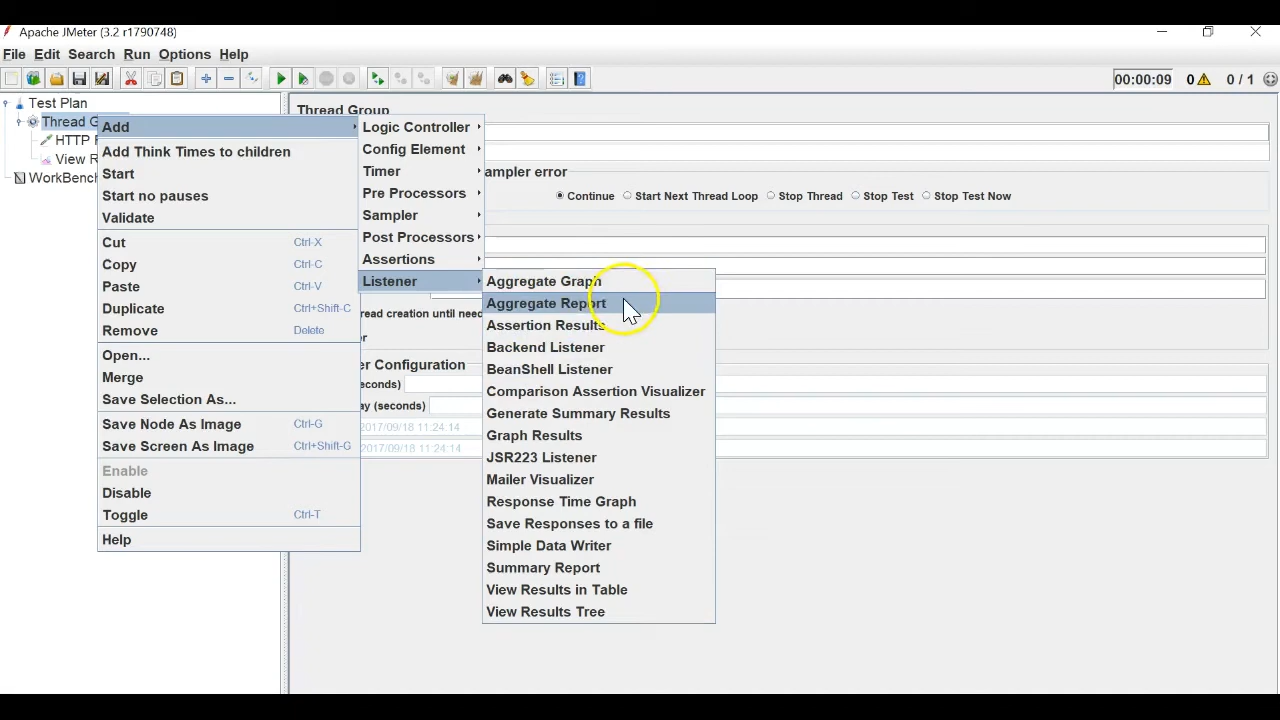 Apache JMeter (3.2 r1790748)
File Edit Search Run Options Help
00:00:09 0 0 / 1
Test Plan
Thread G
HTTP
View R
WorkBench
Thread Group
Add
Add Think Times to children
Start
Start no pauses
Validate
Cut Ctrl-X
Copy Ctrl-C
Paste Ctrl-V
Duplicate Ctrl+Shift-C
Remove Delete
Open...
Merge
Save Selection As...
Save Node As Image Ctrl-G
Save Screen As Image Ctrl+Shift-G
Enable
Disable
Toggle Ctrl-T
Help
Logic Controller
Config Element
Timer
Pre Processors
Sampler
Post Processors
Assertions
Listener
Aggregate Graph
Aggregate Report
Assertion Results
Backend Listener
BeanShell Listener
Comparison Assertion Visualizer
Generate Summary Results
Graph Results
JSR223 Listener
Mailer Visualizer
Response Time Graph
Save Responses to a file
Simple Data Writer
Summary Report
View Results in Table
View Results Tree
ampler error
Continue Start Next Thread Loop Stop Thread Stop Test Stop Test Now
read creation until need
r
er Configuration
econds)
ay (seconds)
2017/09/18 11:24.14
2017/09/18 11:24.14